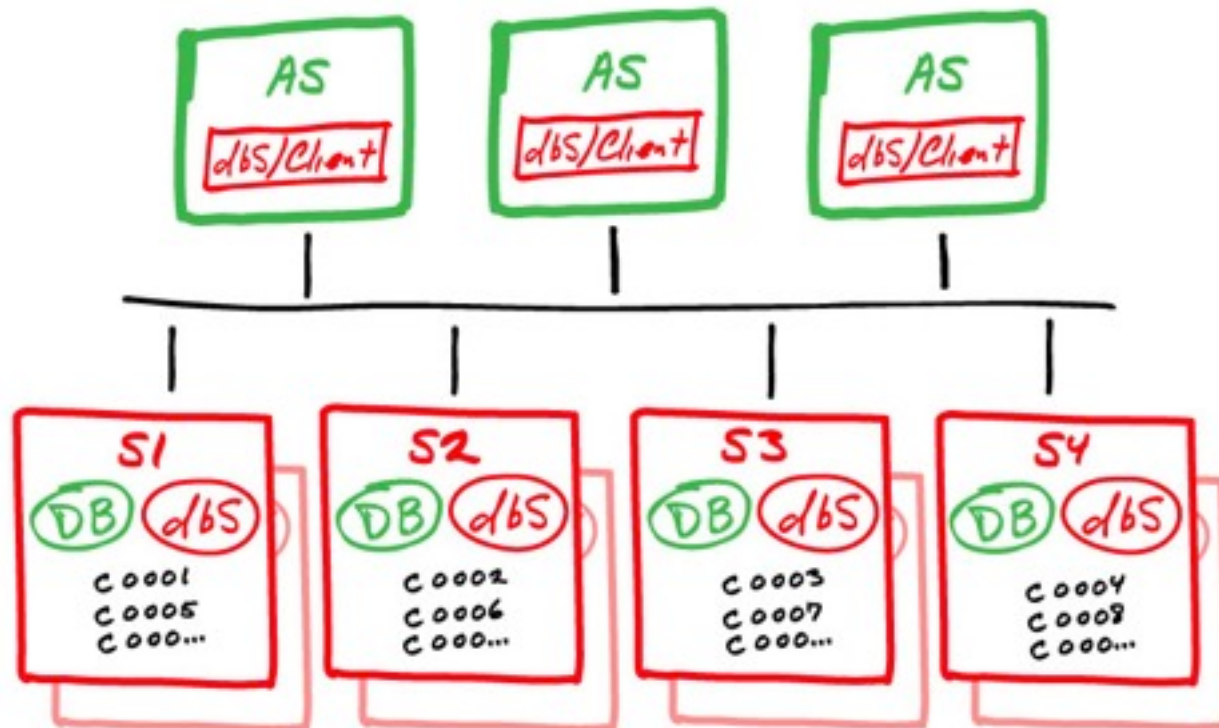 AS
dbS/Client
AS
dbS/Client
AS
dbS/Client
S1
DB dbS
C0001
C0005
C000...
S2
DB dbS
C0002
C0006
C000...
S3
DB dbS
C0003
C0007
C000...
S4
DB dbS
C0004
C0008
C000...